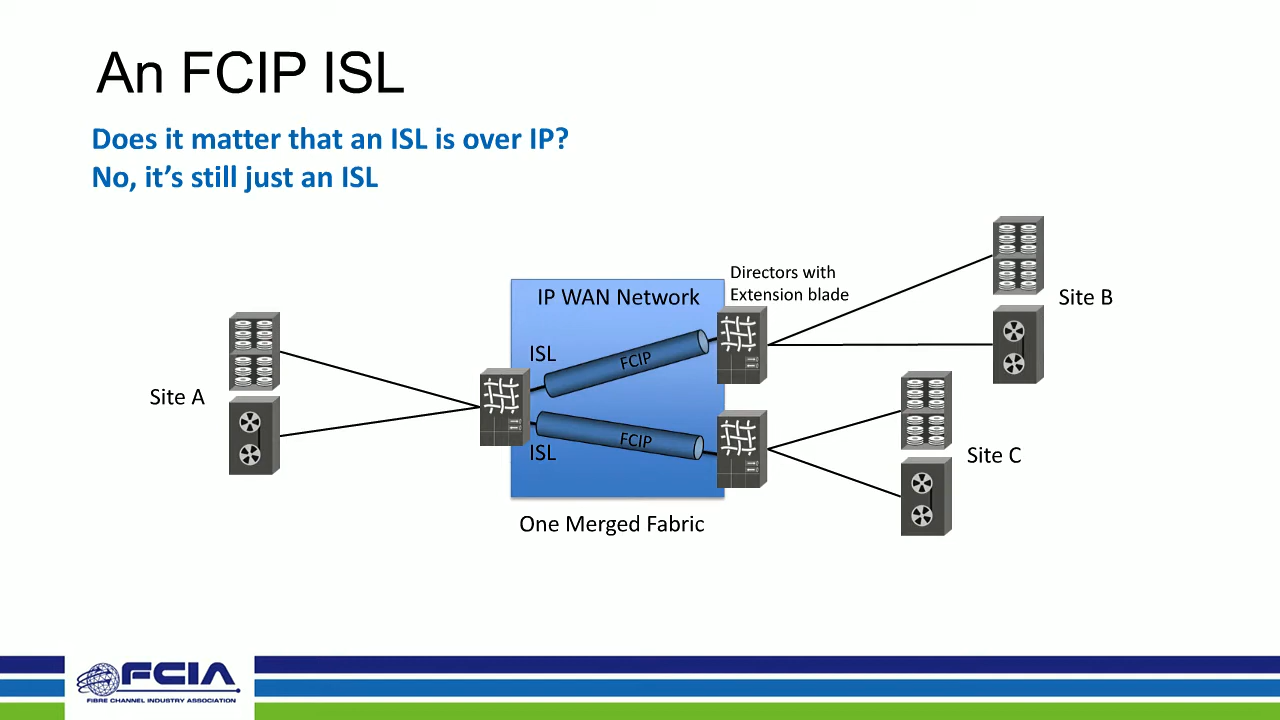 An FCIP ISL
Does it matter that an ISL is over IP?
No, it's still just an ISL
Directors with
Extension blade
IP WAN Network
Site B
ISL
FCIP
Site A
FCIP
ISL
Site C
One Merged Fabric
FCIA
FIBRE CHANNEL INDUSTRY ASSOCIATION